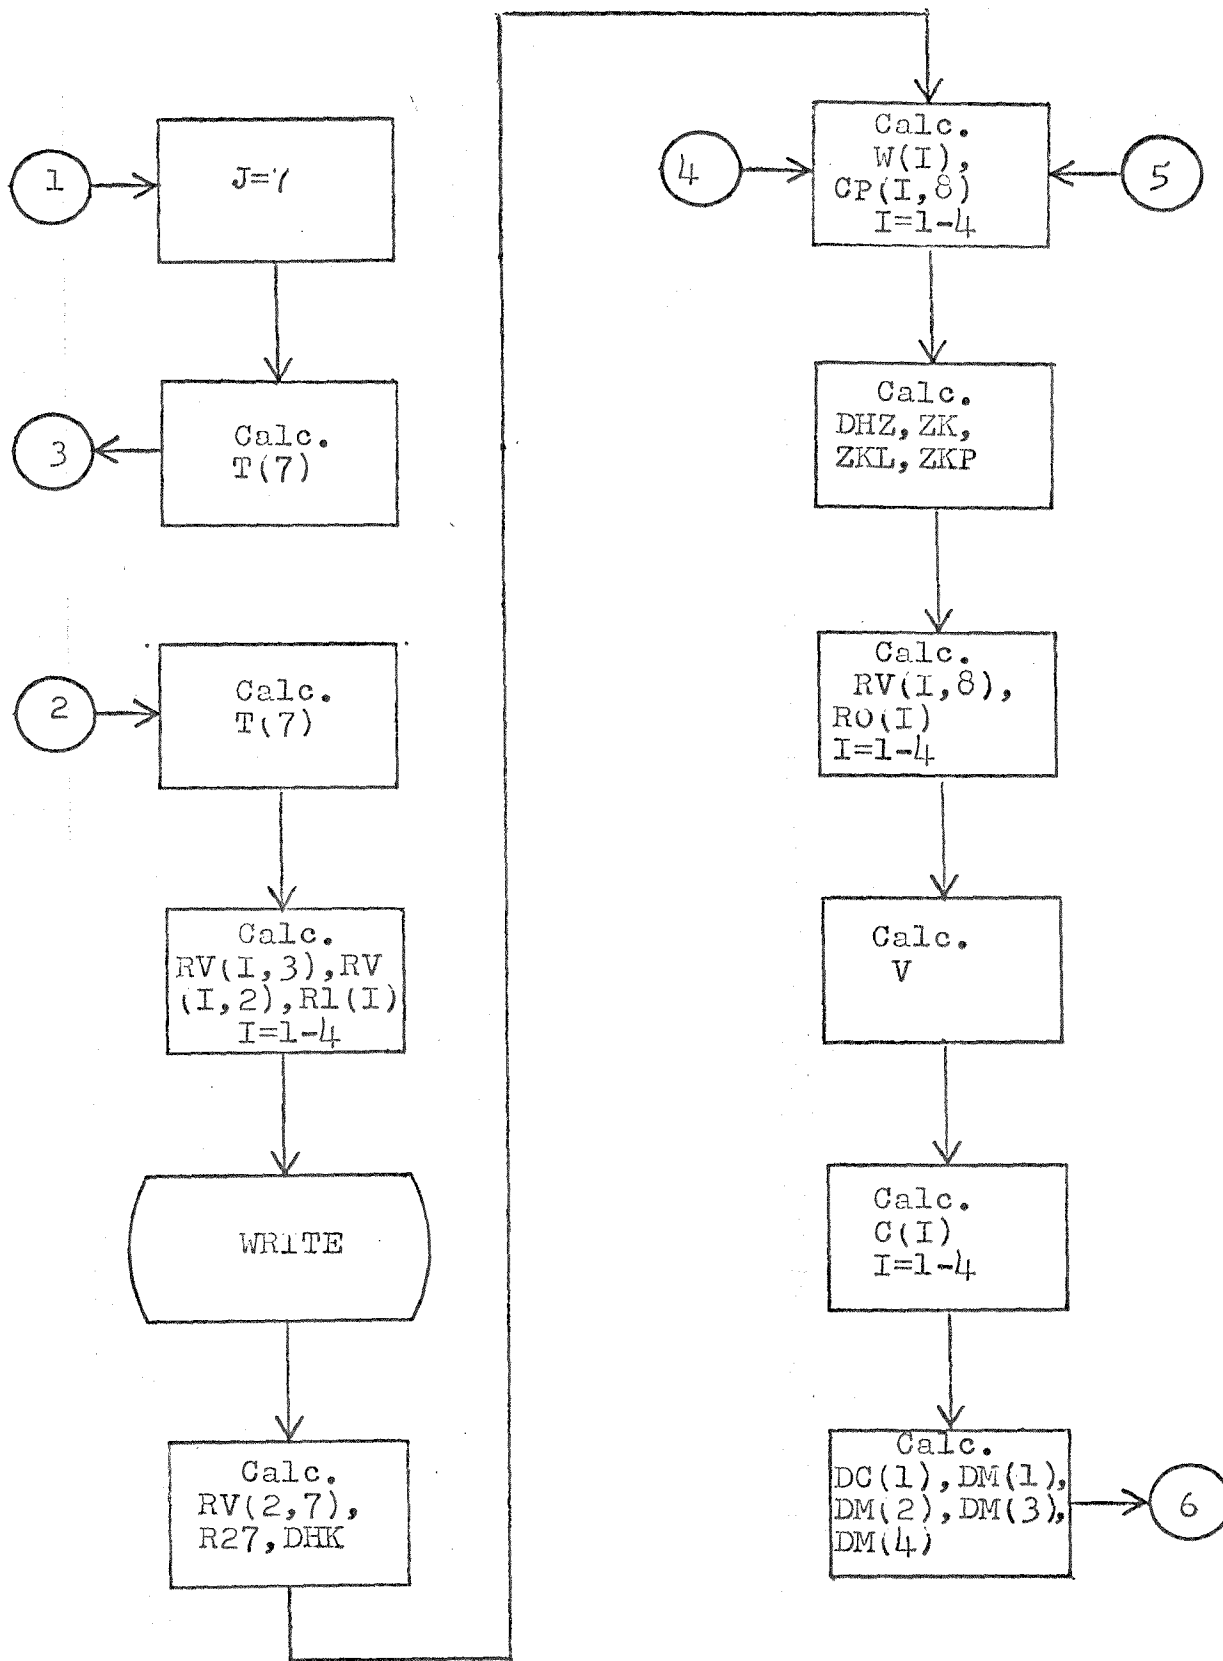 1
J=7
3
Calc.
T(7)
2
Calc.
T(7)
Calc.
RV(I,3),RV
(I,2),R1(I)
I=1-4
WRITE
Calc.
RV(2,7),
R27,DHK
4
Calc.
W(I),
CP(I,8)
I=1-4
5
Calc.
DHZ,ZK,
ZKL,ZKP
Calc.
RV(I,8),
RO(I)
I=1-4
Calc.
V
Calc.
C(I)
I=1-4
Calc.
DC(1),DM(1),
DM(2),DM(3),
DM(4)
6